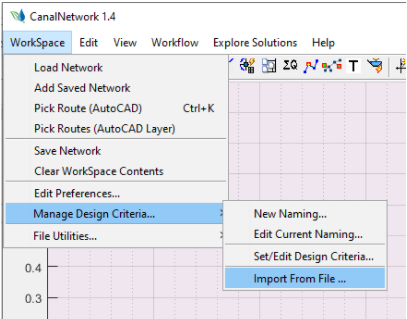 CanalNetwork 1.4
WorkSpace Edit View Workflow Explore Solutions Help
Load Network
Add Saved Network
Pick Route (AutoCAD) Ctrl+K
Pick Routes (AutoCAD Layer)
Save Network
Clear WorkSpace Contents
Edit Preferences...
Manage Design Criteria...
File Utilities...
ΣQ T
New Naming...
Edit Current Naming...
Set/Edit Design Criteria...
Import From File ...
0.4
0.3